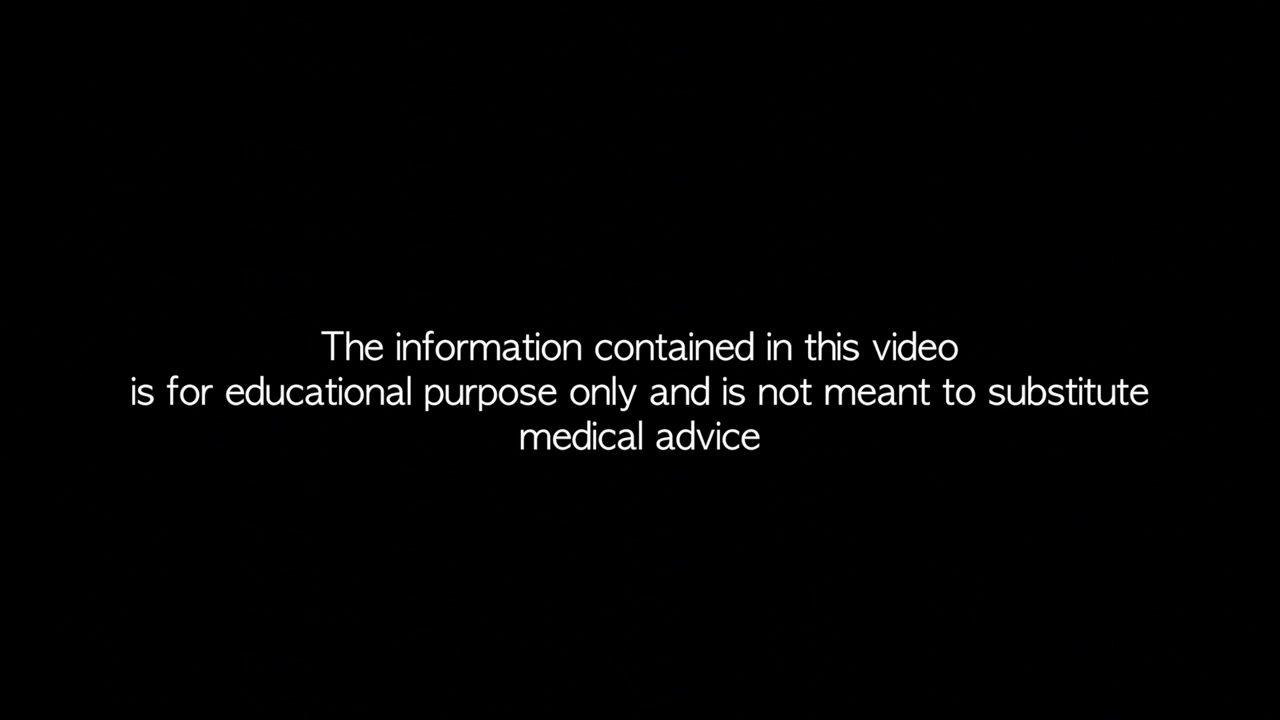 The information contained in this video
is for educational purpose only and is not meant to substitute
medical advice